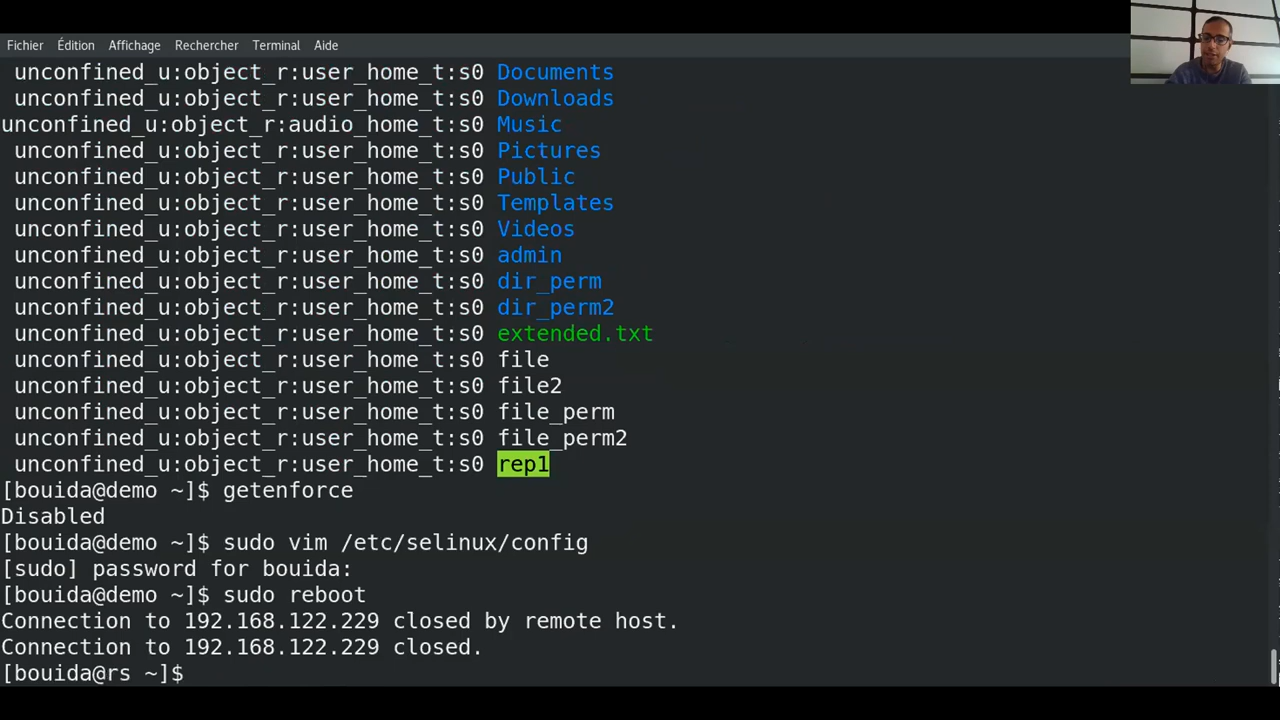 Fichier Édition Affichage Rechercher Terminal Aide
unconfined_u:object_r:user_home_t:s0 Documents
unconfined_u:object_r:user_home_t:s0 Downloads
unconfined_u:object_r:audio_home_t:s0 Music
unconfined_u:object_r:user_home_t:s0 Pictures
unconfined_u:object_r:user_home_t:s0 Public
unconfined_u:object_r:user_home_t:s0 Templates
unconfined_u:object_r:user_home_t:s0 Videos
unconfined_u:object_r:user_home_t:s0 admin
unconfined_u:object_r:user_home_t:s0 dir_perm
unconfined_u:object_r:user_home_t:s0 dir_perm2
unconfined_u:object_r:user_home_t:s0 extended.txt
unconfined_u:object_r:user_home_t:s0 file
unconfined_u:object_r:user_home_t:s0 file2
unconfined_u:object_r:user_home_t:s0 file_perm
unconfined_u:object_r:user_home_t:s0 file_perm2
unconfined_u:object_r:user_home_t:s0 rep1
[bouida@demo ~]$ getenforce
Disabled
[bouida@demo ~]$ sudo vim /etc/selinux/config
[sudo] password for bouida:
[bouida@demo ~]$ sudo reboot
Connection to 192.168.122.229 closed by remote host.
Connection to 192.168.122.229 closed.
[bouida@rs ~]$